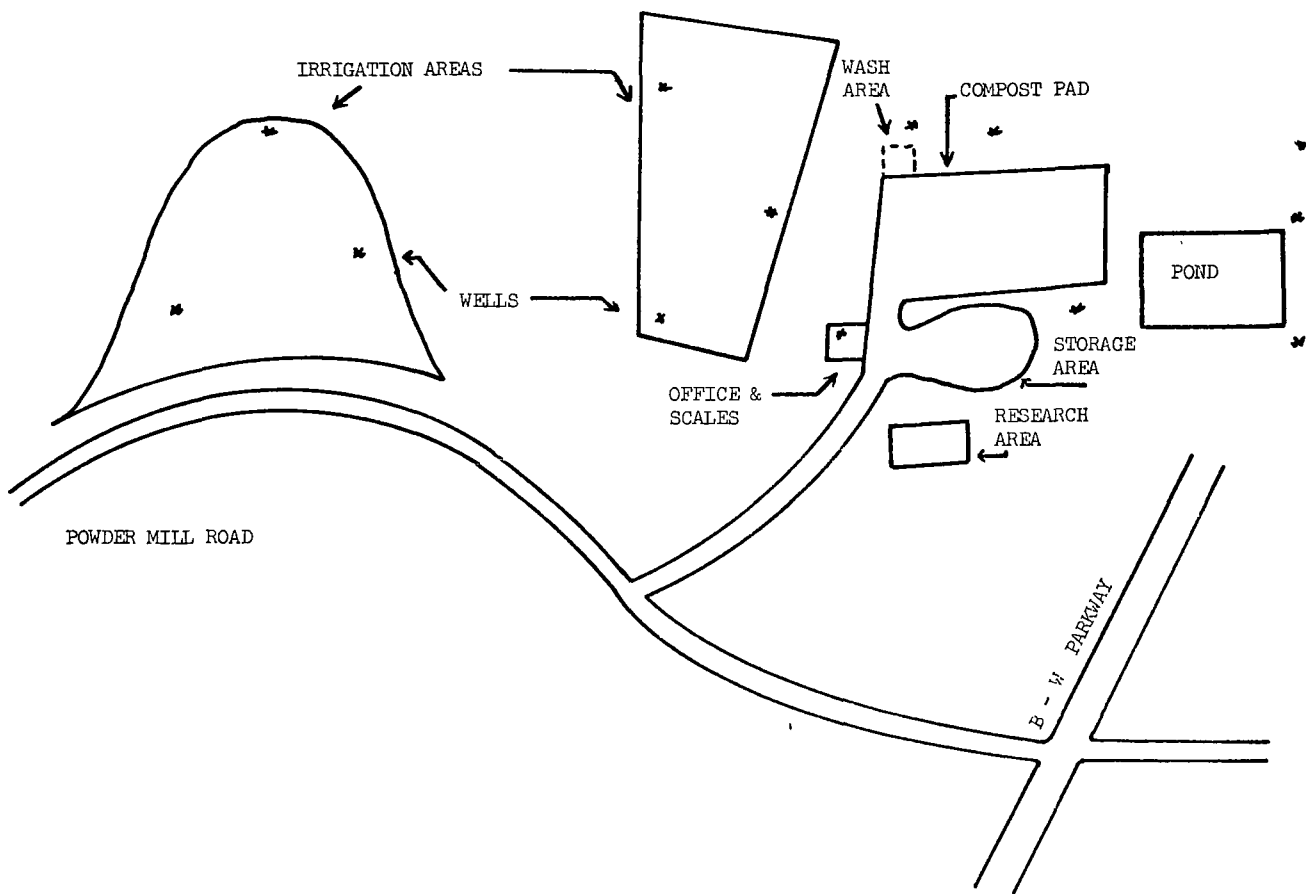 IRRIGATION AREAS
WASH
AREA
COMPOST PAD
POND
WELLS
STORAGE
AREA
OFFICE &
SCALES
RESEARCH
AREA
POWDER MILL ROAD
B - W PARKWAY